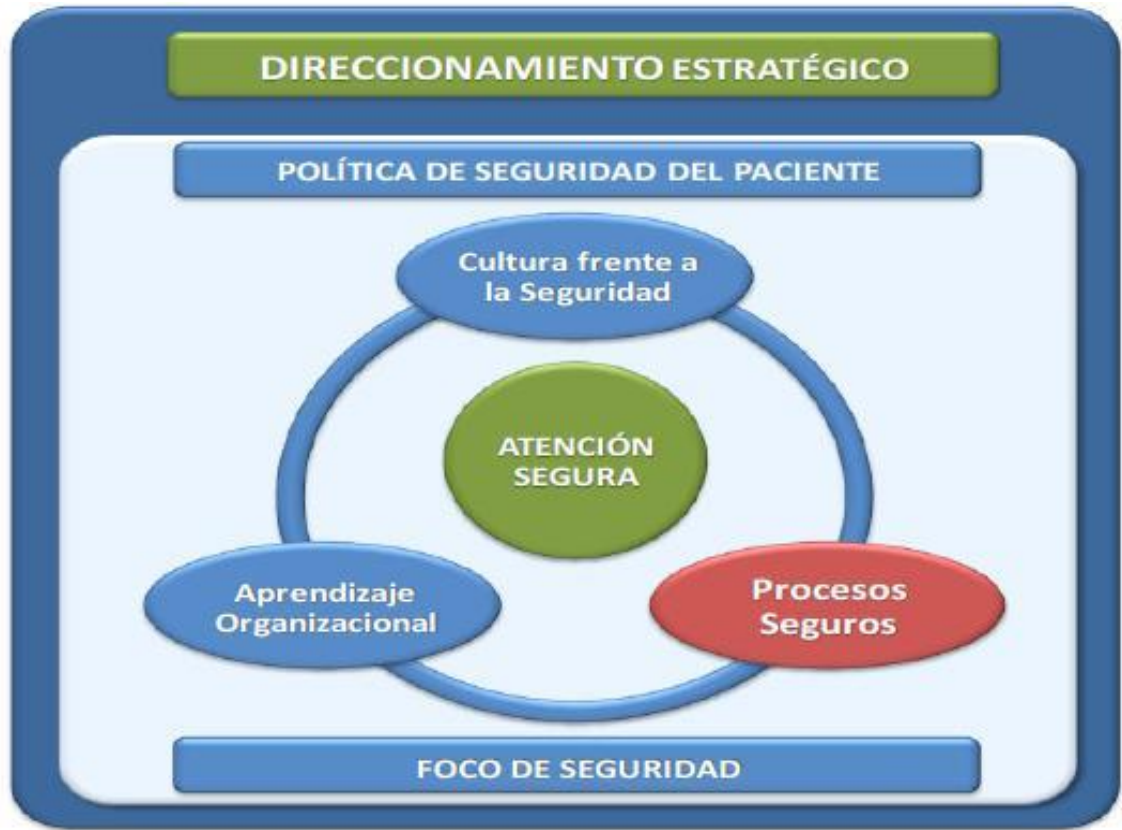 DIRECCIONAMIENTO ESTRATÉGICO
POLÍTICA DE SEGURIDAD DEL PACIENTE
Cultura frente a
la Seguridad
ATENCIÓN
SEGURA
Aprendizaje
Organizacional
Procesos
Seguros
FOCO DE SEGURIDAD